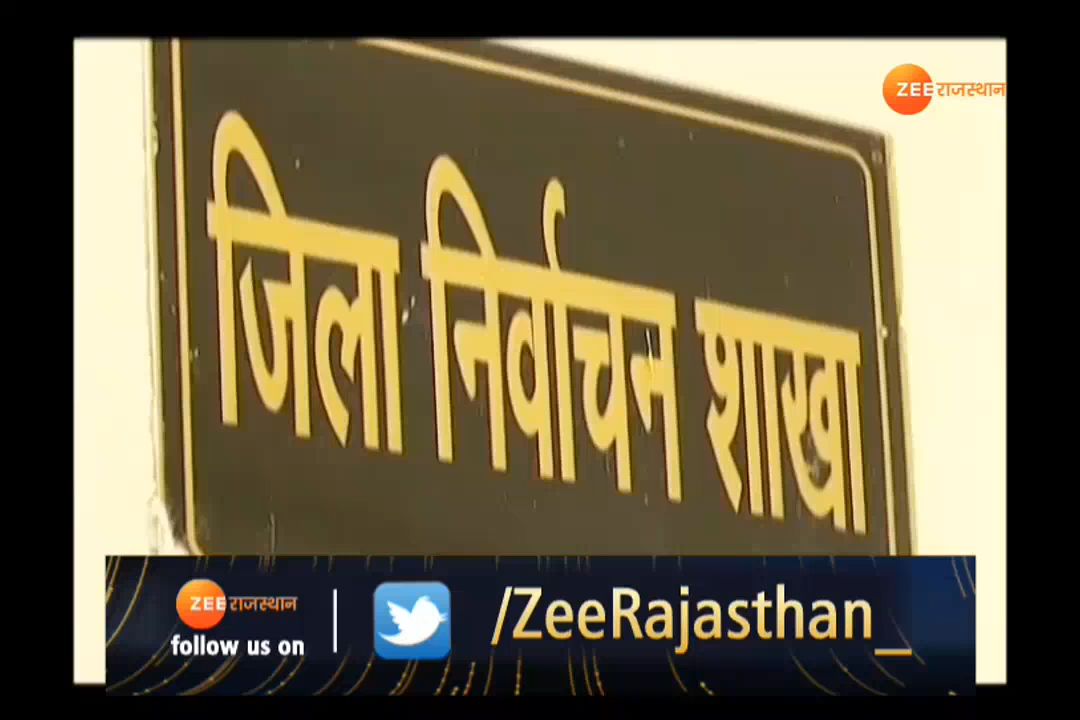 ZEE राजस्थान
जिला निर्वाचन शाखा
ZEE राजस्थान
follow us on
/ZeeRajasthan_